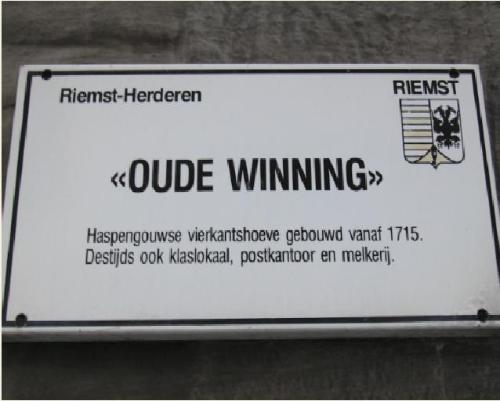 Riemst-Herderen
RIEMST
«OUDE WINNING»
Haspengouwse vierkantshoeve gebouwd vanaf 1715.
Destijds ook klaslokaal, postkantoor en melkerij.